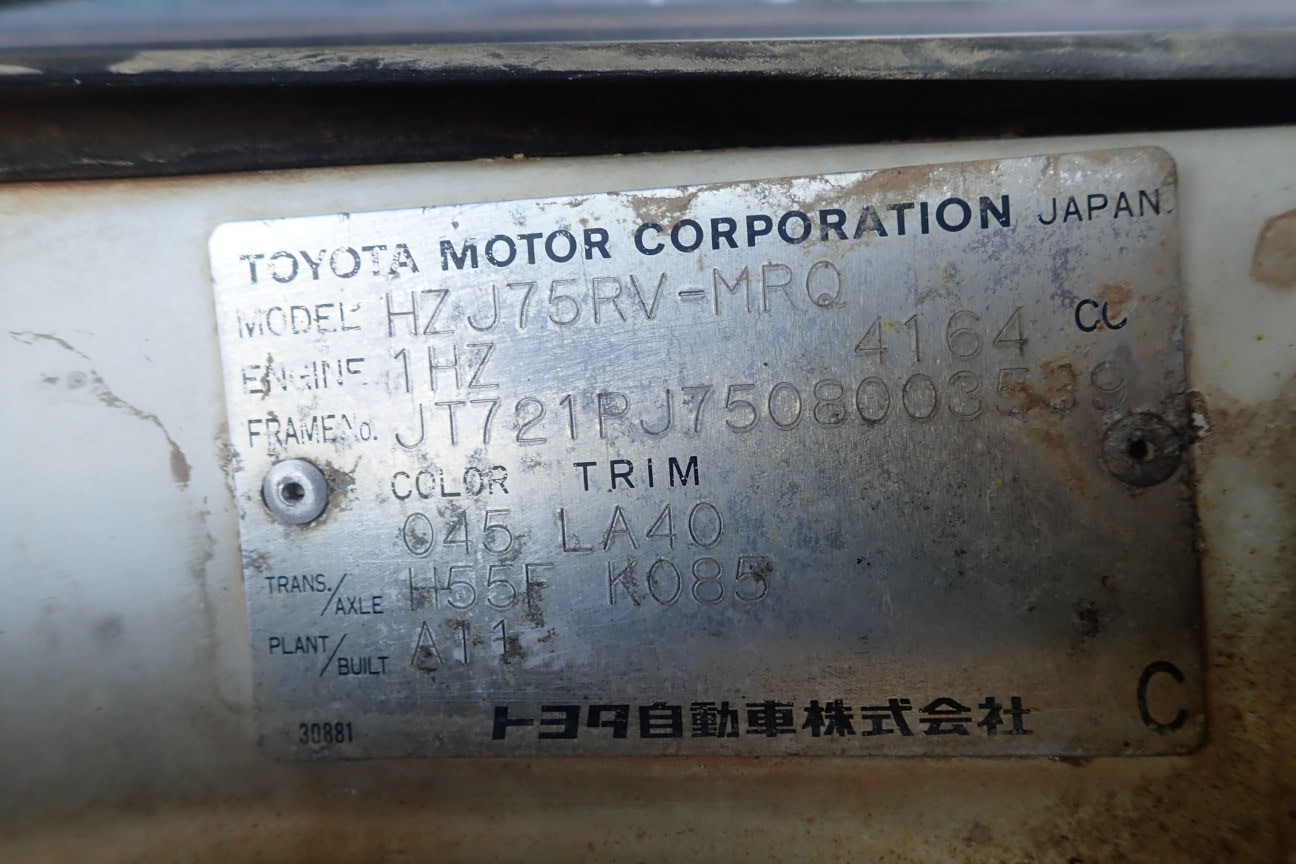 TOYOTA MOTOR CORPORATION JAPAN
MODEL HZJ75RV-MRQ
ENGINE 1HZ 4164 CC
FRAME No. JT721PJ7508003539
COLOR TRIM
045 LA40
TRANS./AXLE H55F K085
PLANT/BUILT A11
30881 トヨタ自動車株式会社 C